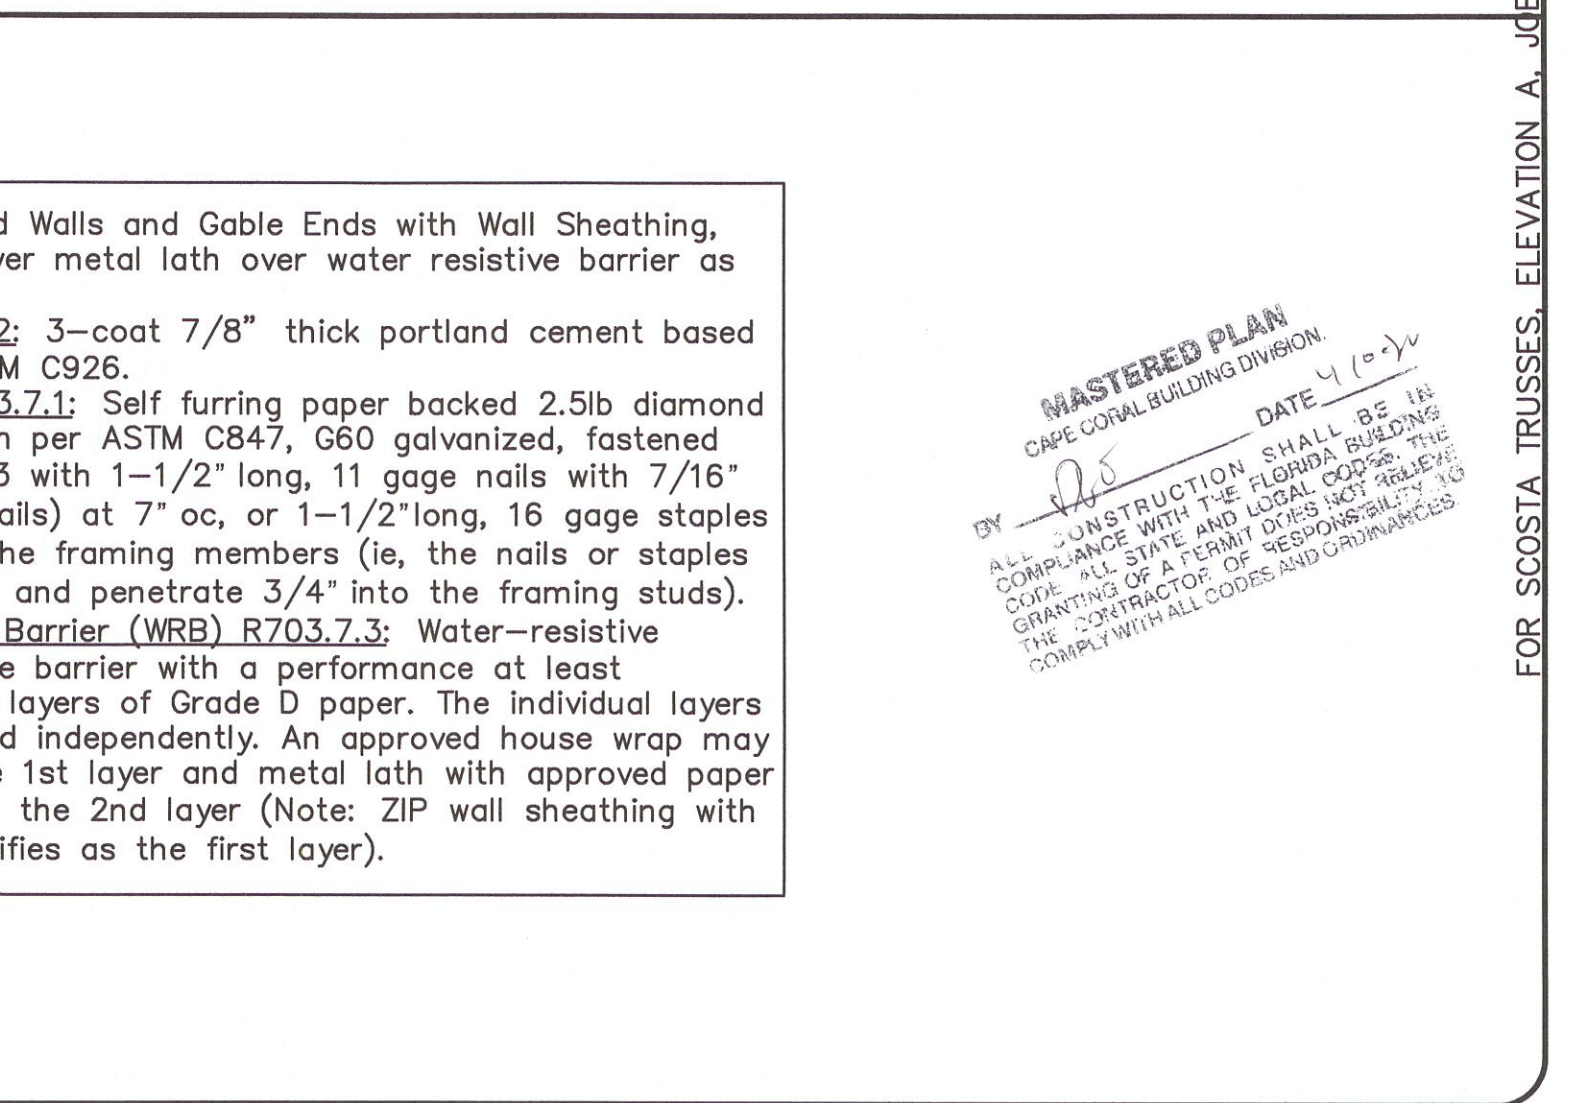 d Walls and Gable Ends with Wall Sheathing,
ver metal lath over water resistive barrier as
2: 3-coat 7/8" thick portland cement based
M C926.
3.7.1: Self furring paper backed 2.5lb diamond
h per ASTM C847, G60 galvanized, fastened
3 with 1-1/2" long, 11 gage nails with 7/16"
ails) at 7" oc, or 1-1/2"long, 16 gage staples
he framing members (ie, the nails or staples
and penetrate 3/4" into the framing studs).
Barrier (WRB) R703.7.3: Water-resistive
e barrier with a performance at least
layers of Grade D paper. The individual layers
d independently. An approved house wrap may
e 1st layer and metal lath with approved paper
the 2nd layer (Note: ZIP wall sheathing with
ifies as the first layer).
MASTERED PLAN
CAPE CORAL BUILDING DIVISION.
BY DATE
ALL CONSTRUCTION SHALL BE IN
COMPLIANCE WITH THE FLORIDA BUILDING
CODE ALL STATE AND LOCAL CODES. THE
GRANTING OF A PERMIT DOES NOT RELIEVE
THE CONTRACTOR OF RESPONSIBILITY TO
COMPLY WITH ALL CODES AND ORDINANCES.
FOR SCOSTA TRUSSES, ELEVATION A, JOB